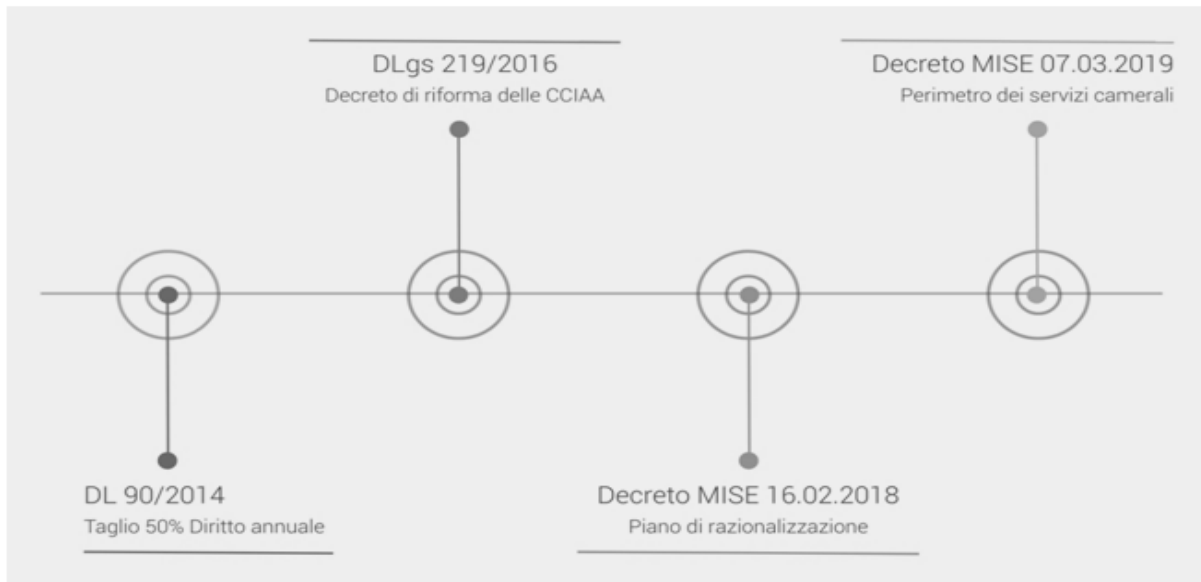 DLgs 219/2016
Decreto di riforma delle CCIAA
Decreto MISE 07.03.2019
Perimetro dei servizi camerali
DL 90/2014
Taglio 50% Diritto annuale
Decreto MISE 16.02.2018
Piano di razionalizzazione